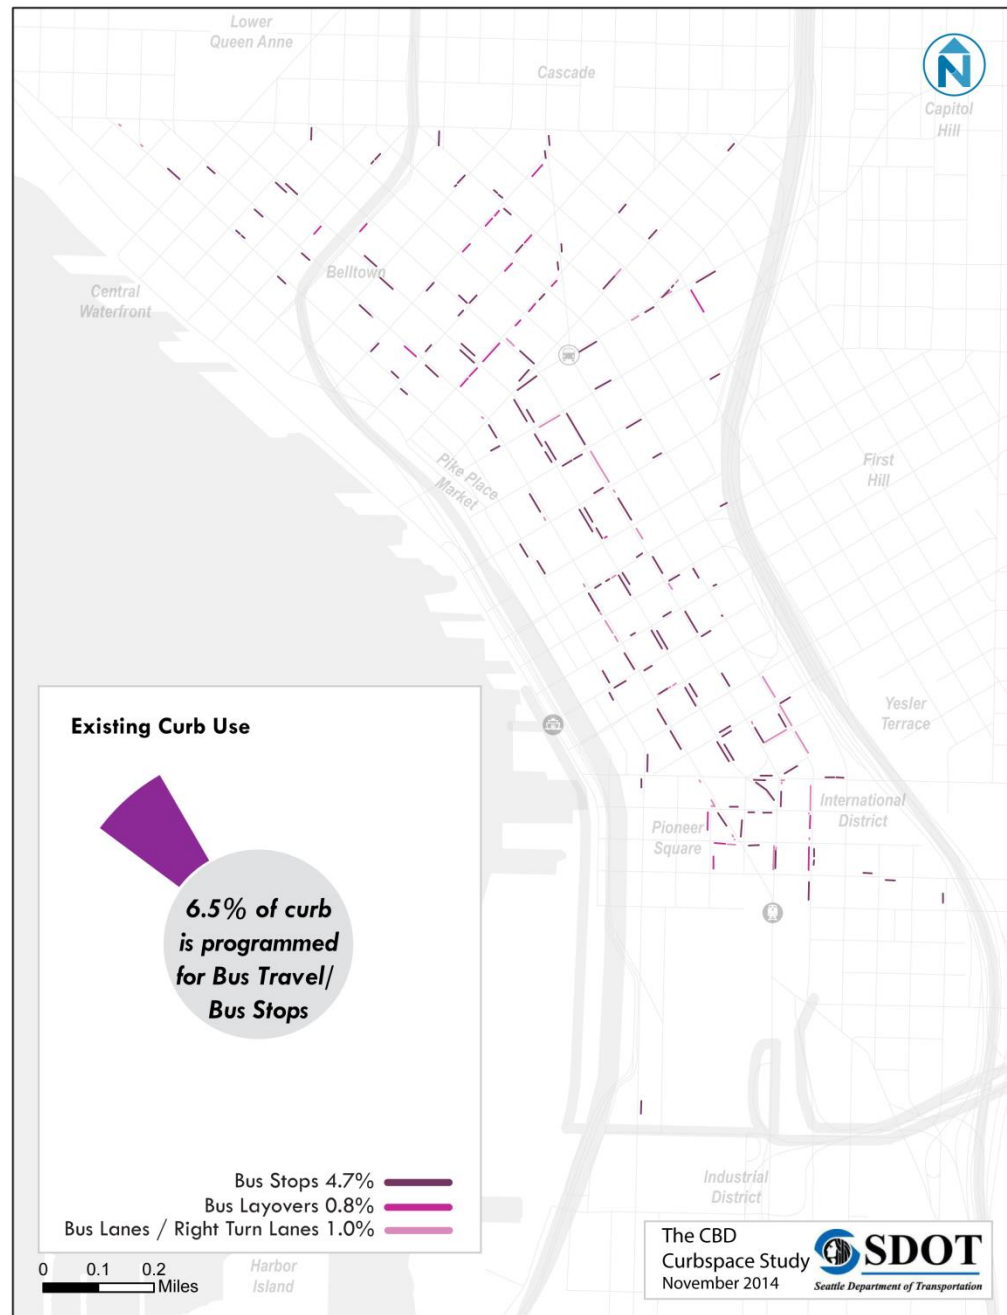 Lower
Queen Anne
Cascade
N
Capitol
Hill
Belltown
Central
Waterfront
Pike Place
Market
First
Hill
Yesler
Terrace
International
District
Pioneer
Square
Industrial
District
Harbor
Island
Existing Curb Use
6.5% of curb
is programmed
for Bus Travel/
Bus Stops
Bus Stops 4.7%
Bus Layovers 0.8%
Bus Lanes / Right Turn Lanes 1.0%
0 0.1 0.2
Miles
The CBD
Curbspace Study
November 2014
SDOT
Seattle Department of Transportation